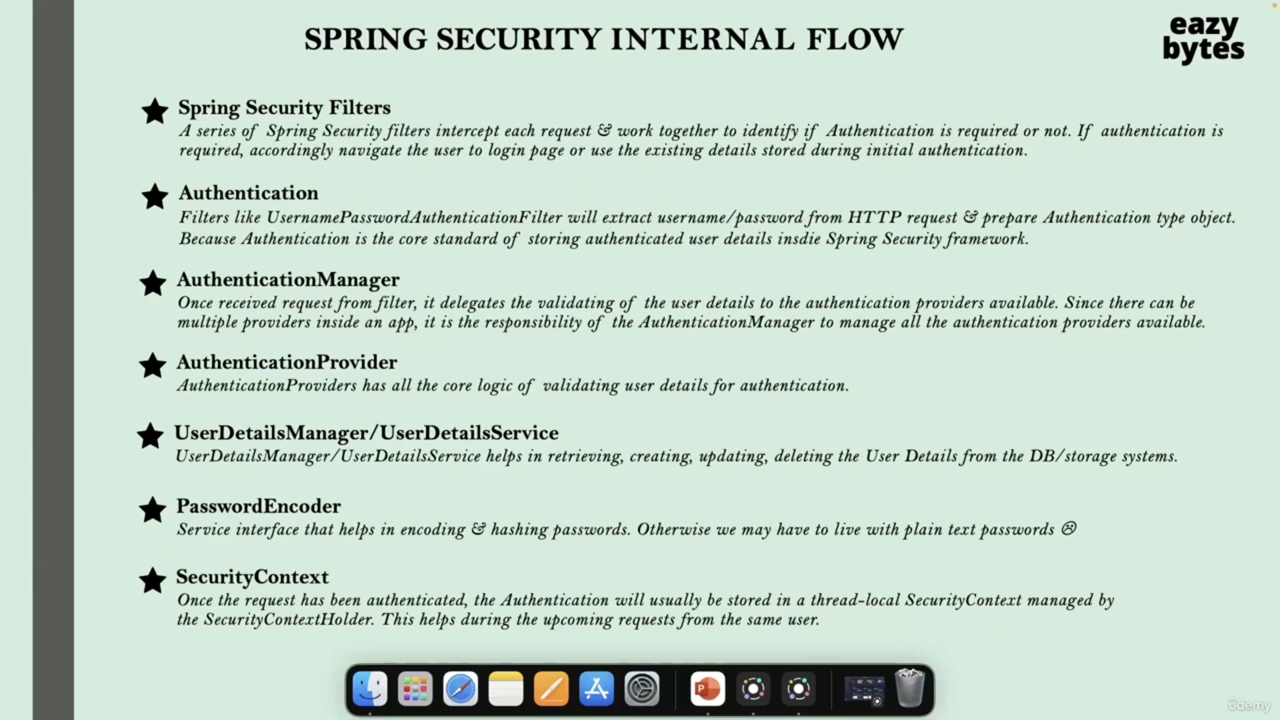 SPRING SECURITY INTERNAL FLOW
eazy
bytes
Spring Security Filters
A series of Spring Security filters intercept each request & work together to identify if Authentication is required or not. If authentication is
required, accordingly navigate the user to login page or use the existing details stored during initial authentication.
Authentication
Filters like UsernamePasswordAuthenticationFilter will extract username/password from HTTP request & prepare Authentication type object.
Because Authentication is the core standard of storing authenticated user details insdie Spring Security framework.
AuthenticationManager
Once received request from filter, it delegates the validating of the user details to the authentication providers available. Since there can be
multiple providers inside an app, it is the responsibility of the AuthenticationManager to manage all the authentication providers available.
AuthenticationProvider
AuthenticationProviders has all the core logic of validating user details for authentication.
UserDetailsManager/UserDetailsService
UserDetailsManager/UserDetailsService helps in retrieving, creating, updating, deleting the User Details from the DB/storage systems.
PasswordEncoder
Service interface that helps in encoding & hashing passwords. Otherwise we may have to live with plain text passwords ☹
SecurityContext
Once the request has been authenticated, the Authentication will usually be stored in a thread-local SecurityContext managed by
the SecurityContextHolder. This helps during the upcoming requests from the same user.
ûdemy